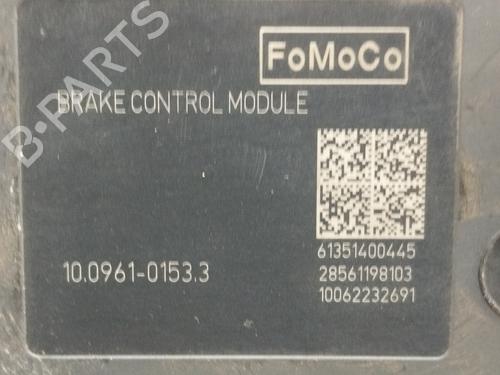 FoMoCo
BRAKE CONTROL MODULE
61351400445
10.0961-0153.3
28561198103
10062232691
B-PARTS